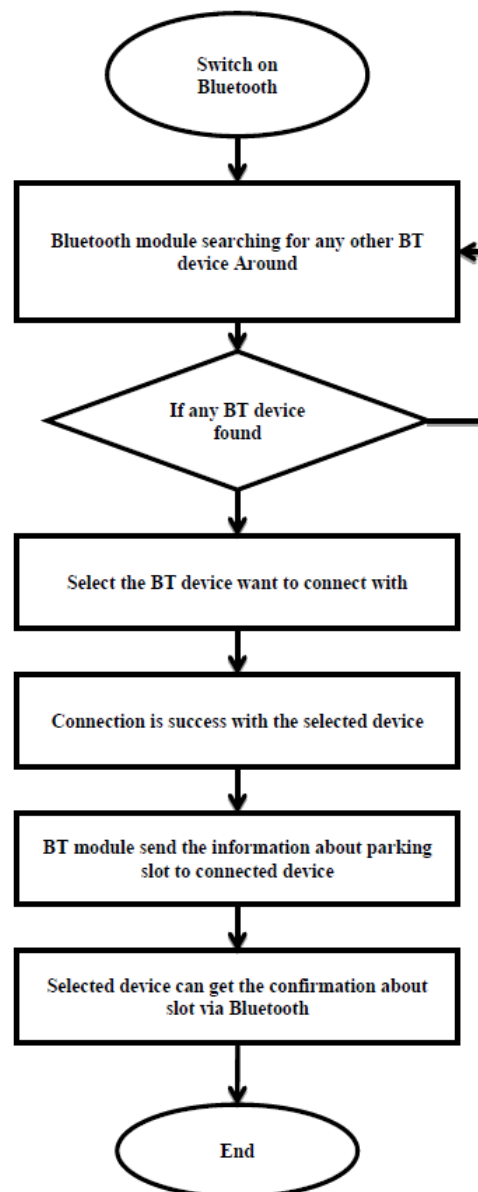 Switch on
Bluetooth
Bluetooth module searching for any other BT
device Around
If any BT device
found
Select the BT device want to connect with
Connection is success with the selected device
BT module send the information about parking
slot to connected device
Selected device can get the confirmation about
slot via Bluetooth
End